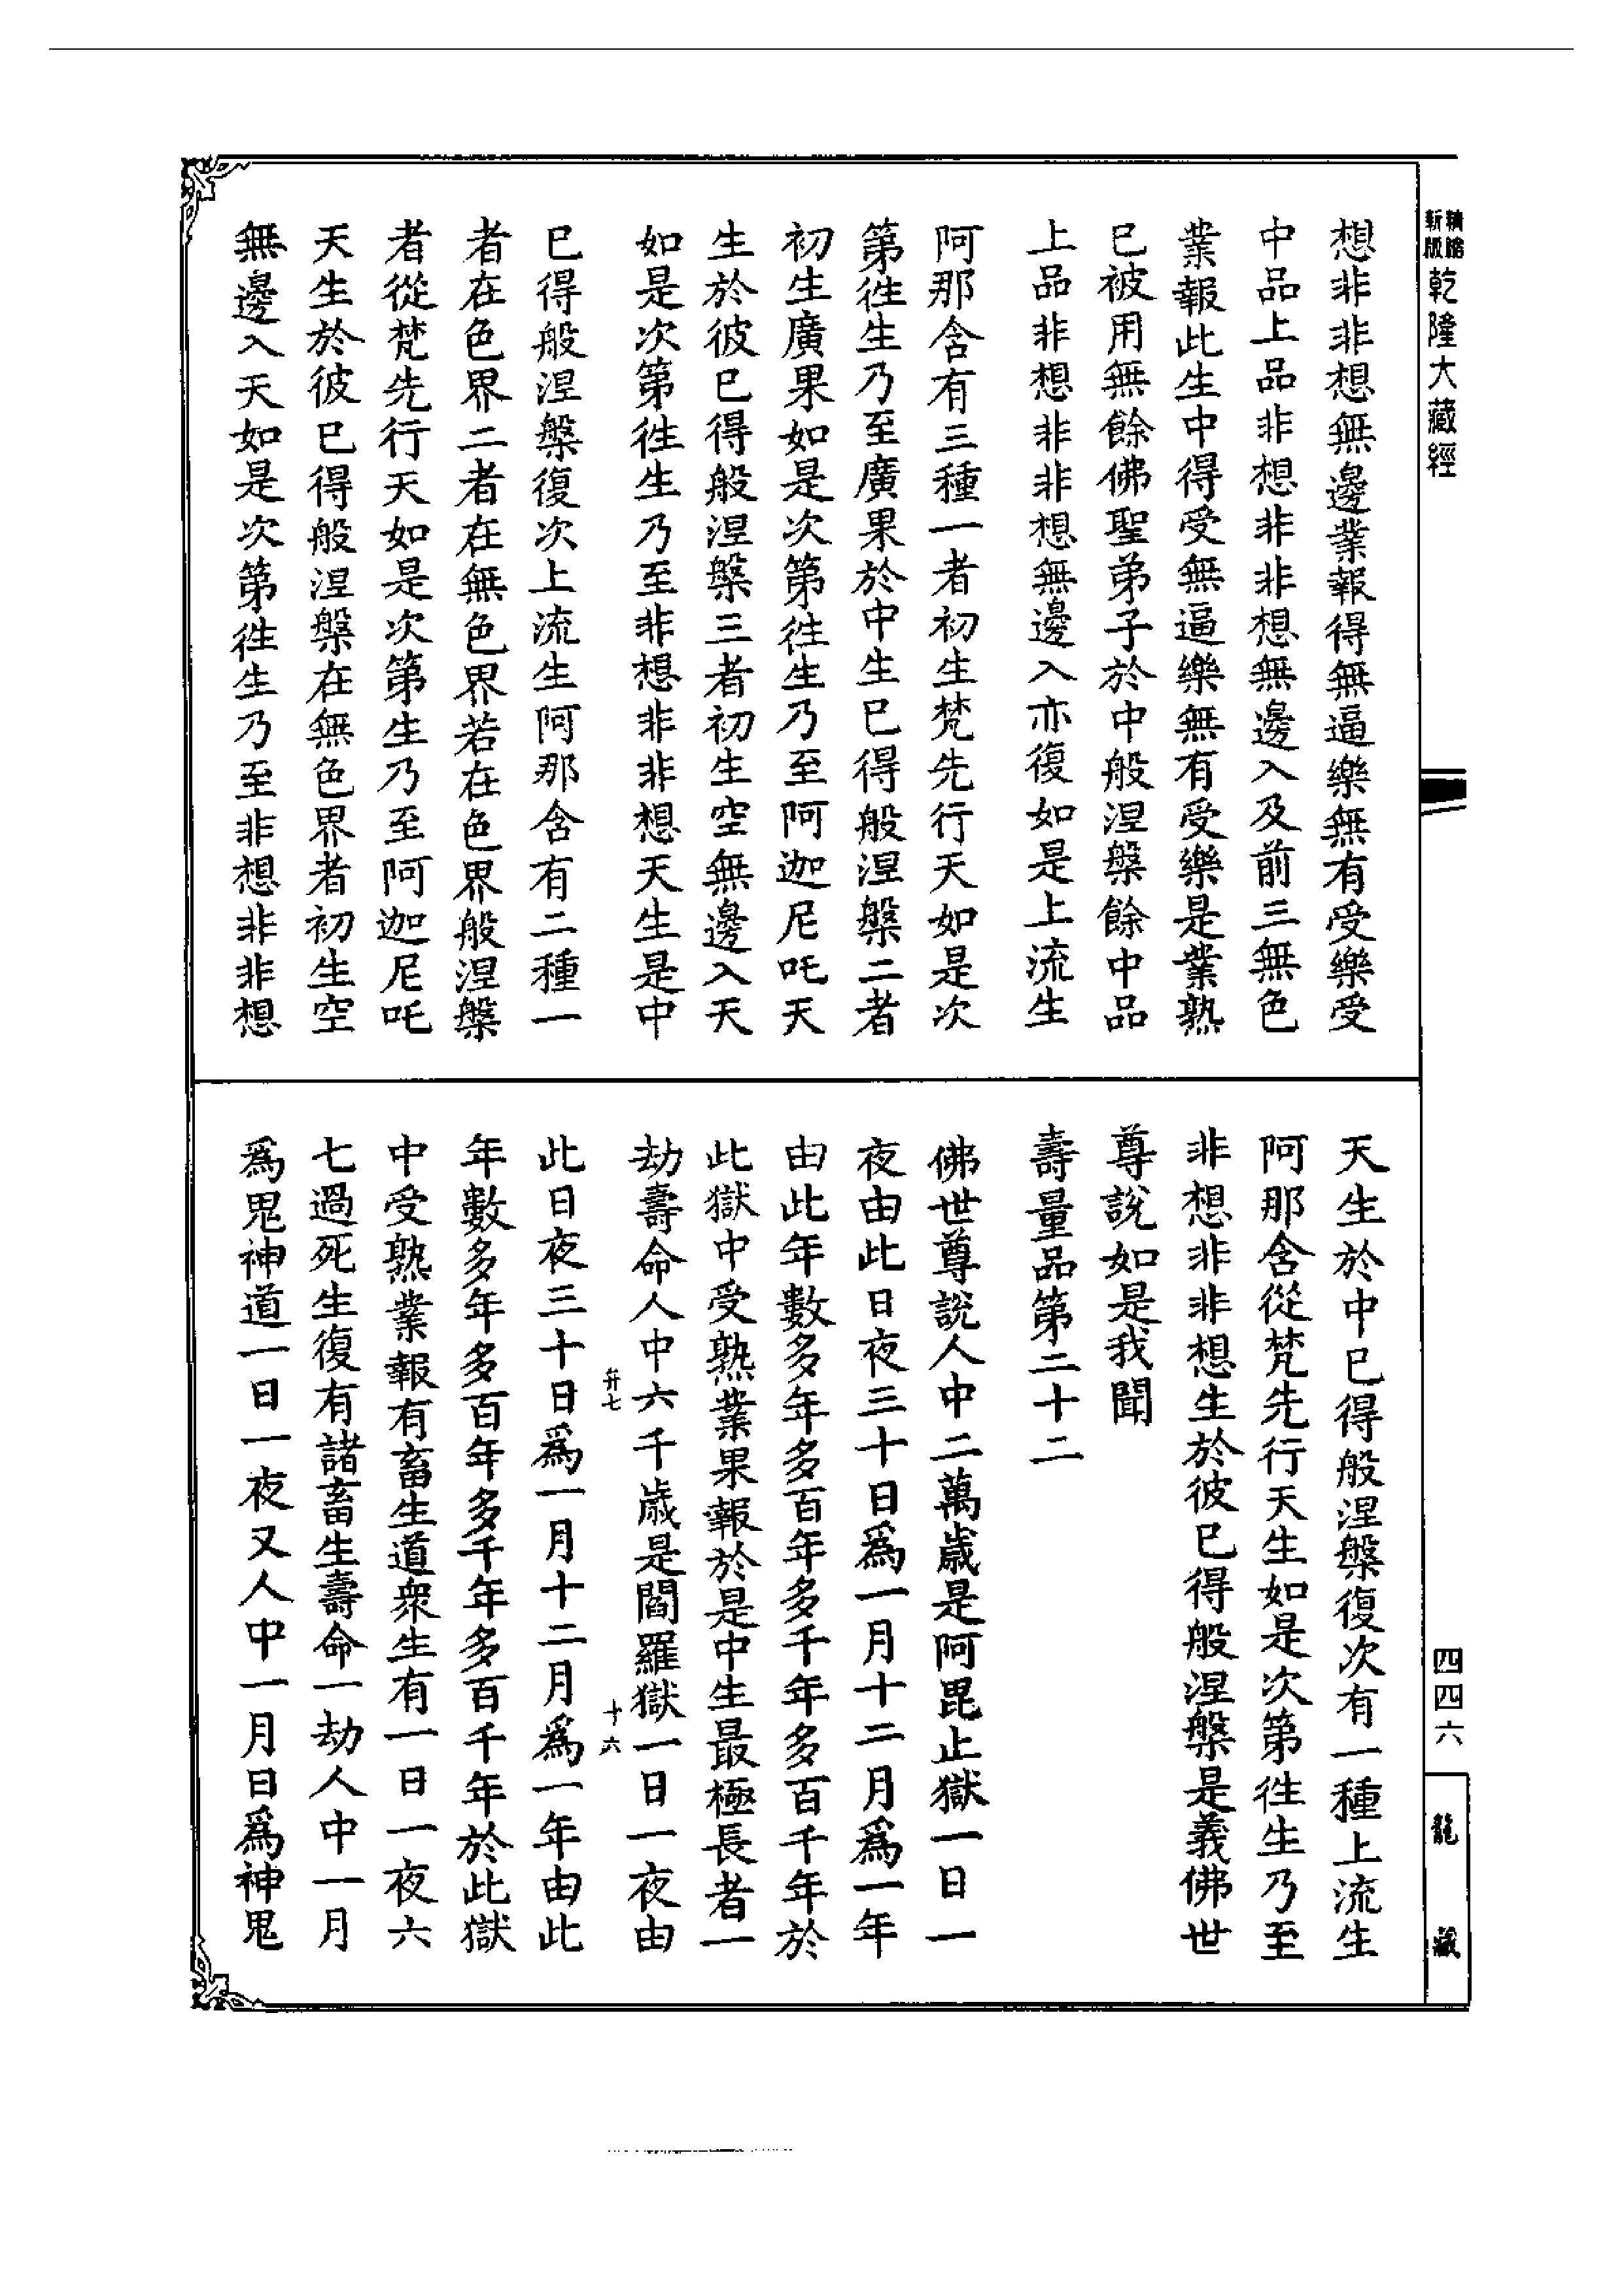 精縮新版
乾隆大藏經
四四六
龍藏
想非非想無邊業報得無逼樂無有受樂受
中品上品非想非非想無邊入及前三無色
業報此生中得受無逼樂無有受樂是業熟
已被用無餘佛聖弟子於中般涅槃餘中品
上品非想非非想無邊入亦復如是上流生
阿那含有三種一者初生梵先行天如是次
第徃生乃至廣果於中生已得般涅槃二者
初生廣果如是次第徃生乃至阿迦尼吒天
生於彼已得般涅槃三者初生空無邊入天
如是次第徃生乃至非想非非想天生是中
已得般涅槃復次上流生阿那含有二種一
者在色界二者在無色界若在色界般涅槃
者從梵先行天如是次第生乃至阿迦尼吒
天生於彼已得般涅槃在無色界者初生空
無邊入天如是次第徃生乃至非想非非想
天生於中已得般涅槃復次有一種上流生
阿那含從梵先行天生如是次第徃生乃至
非想非非想生於彼已得般涅槃是義佛世
尊說如是我聞
壽量品第二十二
佛世尊說人中二萬歲是阿毘止獄一日一
夜由此日夜三十日爲一月十二月爲一年
由此年數多年多百年多千年多百千年於
此獄中受熟業果報於是中生最極長者一
劫壽命人中六千歲是閻羅獄一日一夜由
弁七 十六
此日夜三十日爲一月十二月爲一年由此
年數多年多百年多千年多百千年於此獄
中受熟業報有畜生道衆生有一日一夜六
七過死生復有諸畜生壽命一劫人中一月
爲鬼神道一日一夜又人中一月日爲神鬼